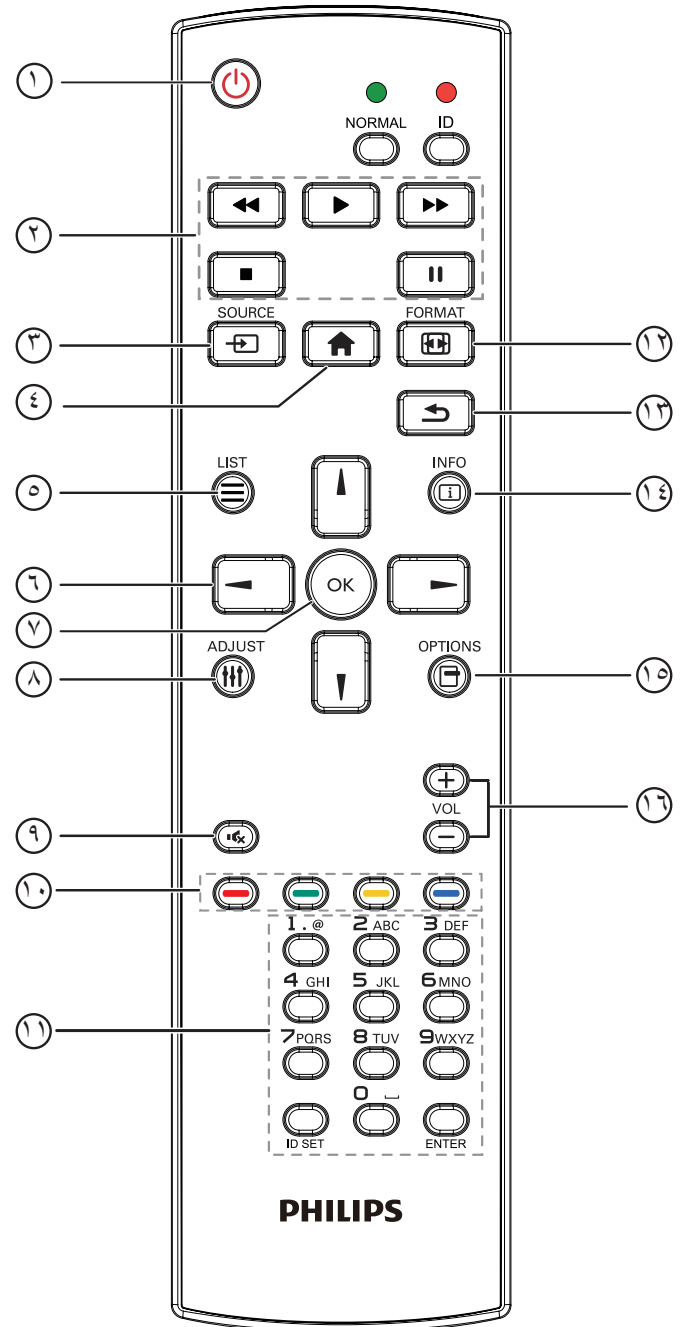 ١
NORMAL ID
٢
SOURCE FORMAT
٣
١٢
٤
١٣
LIST INFO
٥
١٤
٦
OK
٧
ADJUST OPTIONS
٨
١٥
VOL
١٦
٩
١٠
1 . @ 2 ABC 3 DEF
4 GHI 5 JKL 6 MNO
١١
7 PQRS 8 TUV 9 WXYZ
0 ⎵
ID SET ENTER
PHILIPS